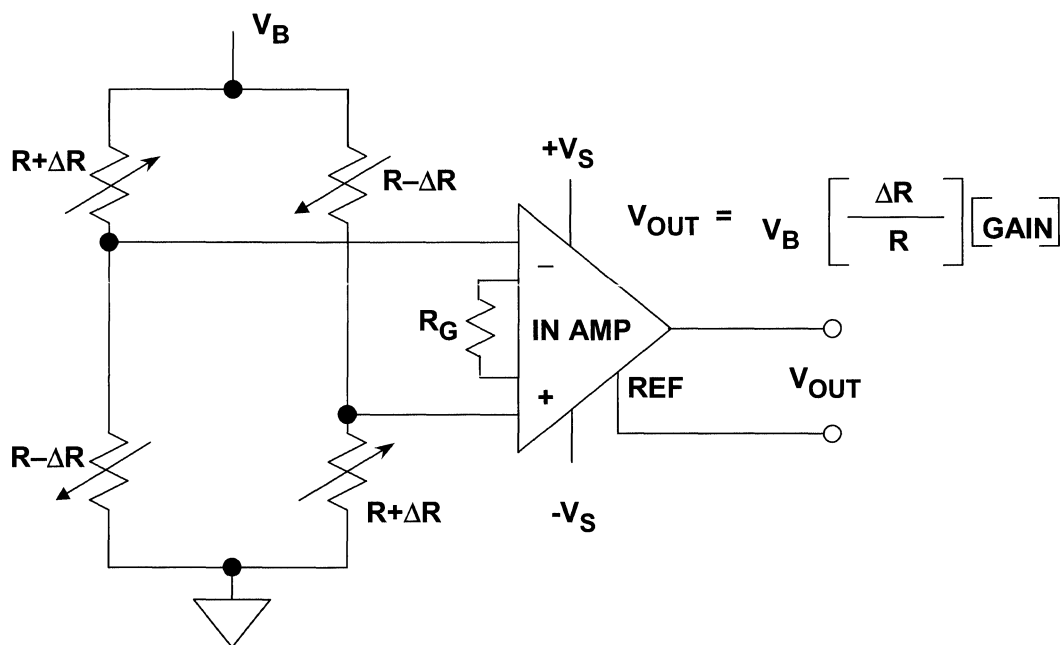 V_B
R+ΔR
R−ΔR
+V_S
V_OUT = V_B [ΔR/R] [GAIN]
−
R_G
IN AMP
+
REF
V_OUT
R−ΔR
R+ΔR
-V_S